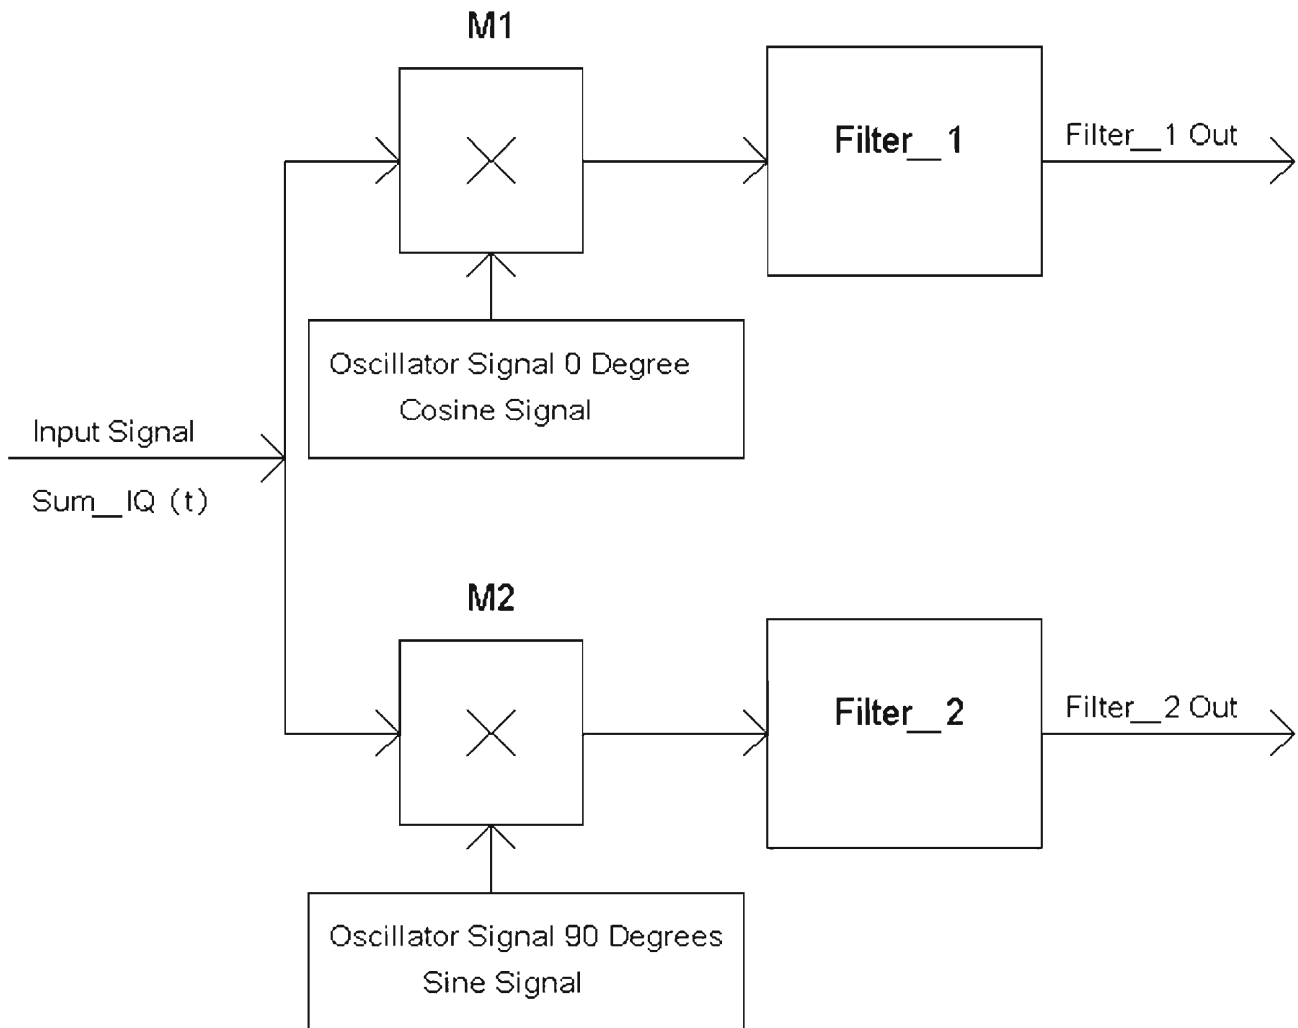 M1
Filter__1
Filter__1 Out
Oscillator Signal 0 Degree
Cosine Signal
Input Signal
Sum__IQ (t)
M2
Filter__2
Filter__2 Out
Oscillator Signal 90 Degrees
Sine Signal